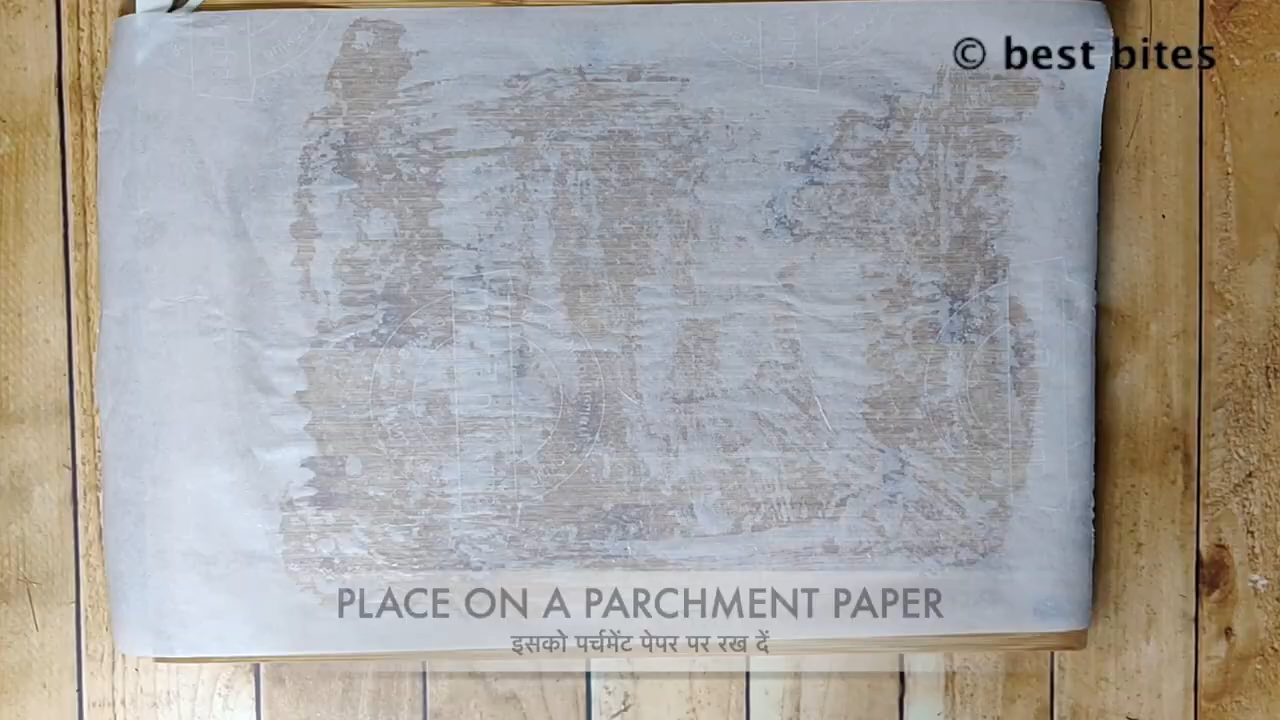 © best bites
PLACE ON A PARCHMENT PAPER
इसको पर्चमेंट पेपर पर रख दें